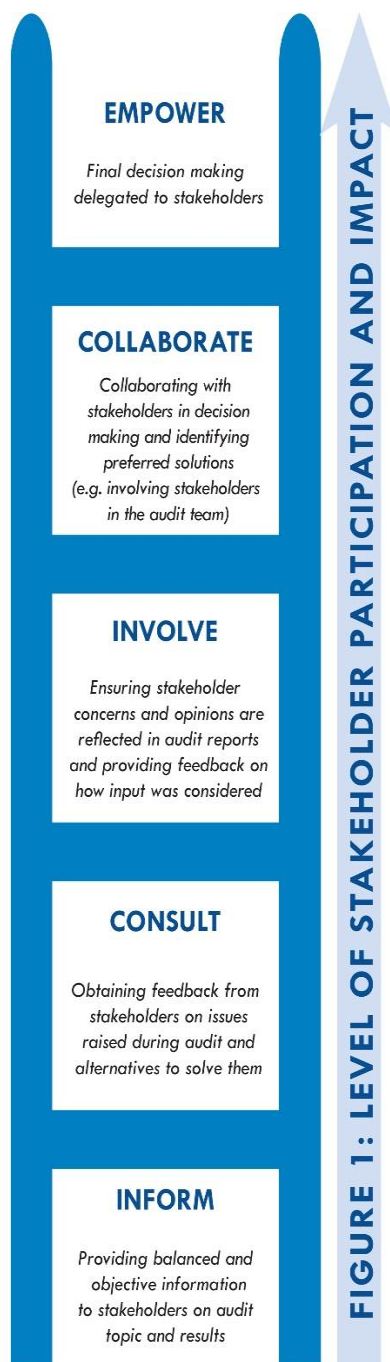 EMPOWER
Final decision making
delegated to stakeholders
COLLABORATE
Collaborating with
stakeholders in decision
making and identifying
preferred solutions
(e.g. involving stakeholders
in the audit team)
INVOLVE
Ensuring stakeholder
concerns and opinions are
reflected in audit reports
and providing feedback on
how input was considered
CONSULT
Obtaining feedback from
stakeholders on issues
raised during audit and
alternatives to solve them
INFORM
Providing balanced and
objective information
to stakeholders on audit
topic and results
FIGURE 1: LEVEL OF STAKEHOLDER PARTICIPATION AND IMPACT